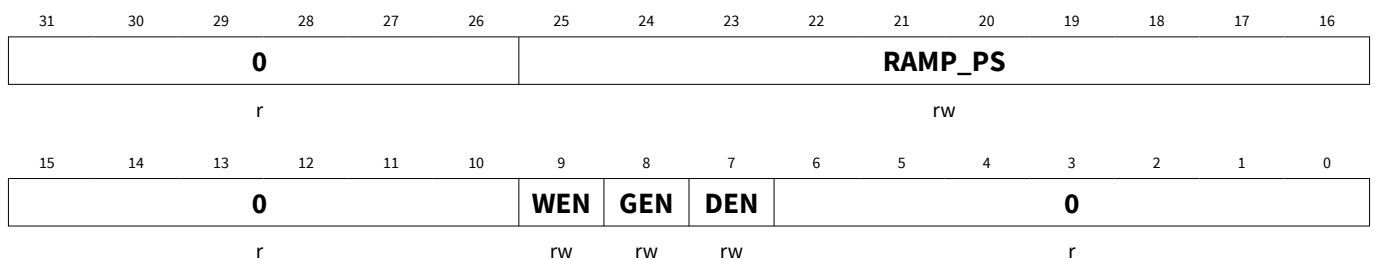 31 30 29 28 27 26 25 24 23 22 21 20 19 18 17 16
0 RAMP_PS
r rw
15 14 13 12 11 10 9 8 7 6 5 4 3 2 1 0
0 WEN GEN DEN 0
r rw rw rw r